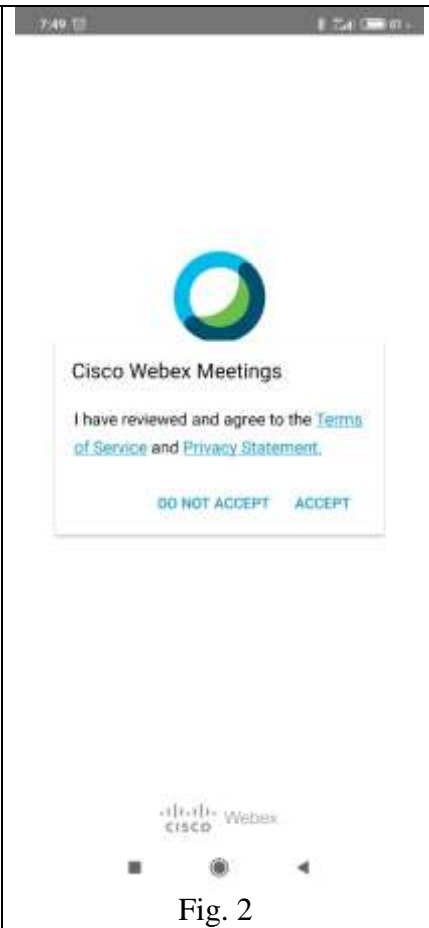 7:49
Cisco Webex Meetings
I have reviewed and agree to the Terms
of Service and Privacy Statement.
DO NOT ACCEPT ACCEPT
CISCO Webex
Fig. 2